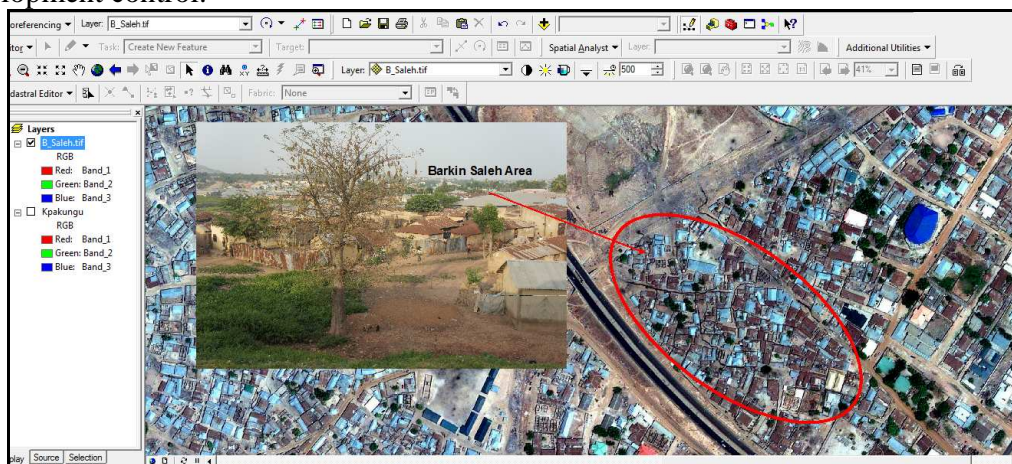 lopment control.
oreferencing Layer: B_Saleh.tif
itor Task: Create New Feature Target: Spatial Analyst Layer: Additional Utilities
Layer: B_Saleh.tif 500 41%
dastral Editor Fabric: None
Layers
B_Saleh.tif
RGB
Red: Band_1
Green: Band_2
Blue: Band_3
Kpakungu
RGB
Red: Band_1
Green: Band_2
Blue: Band_3
Barkin Saleh Area
play Source Selection